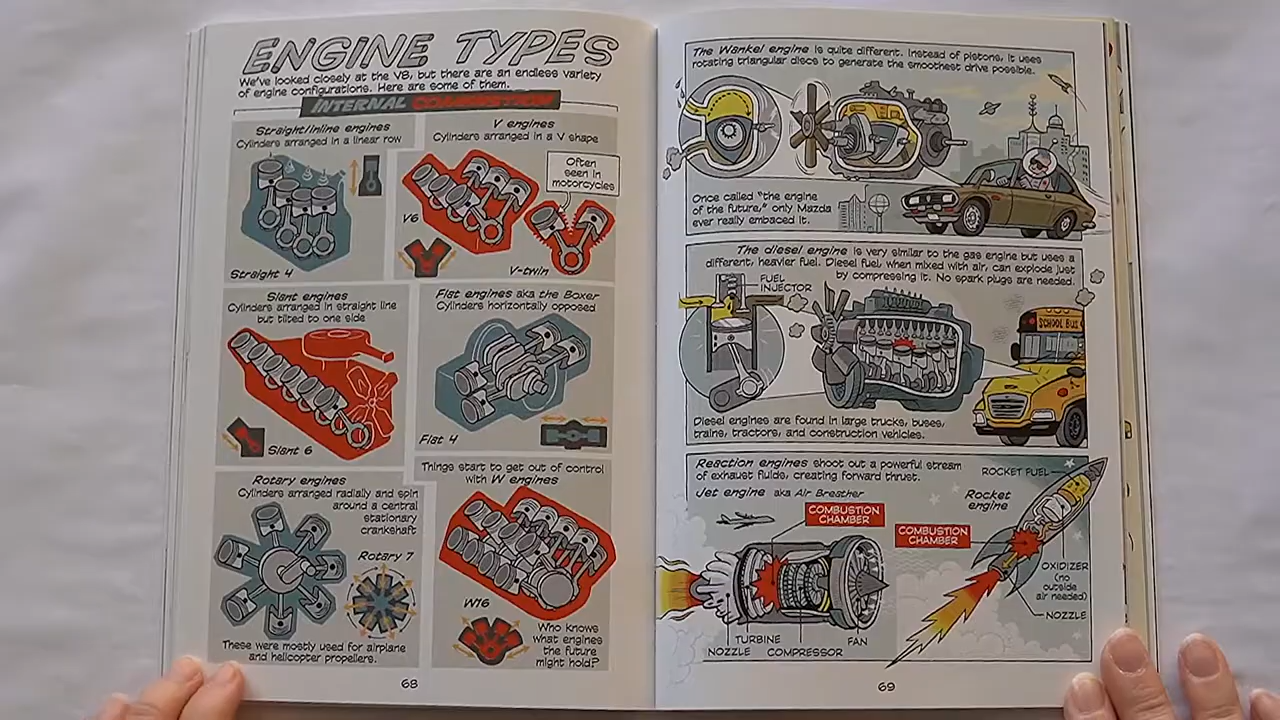 ENGINE TYPES
We've looked closely at the V8, but there are an endless variety
of engine configurations. Here are some of them.
INTERNAL COMBUSTION
Straight/inline engines
Cylinders arranged in a linear row
Straight 4
V engines
Cylinders arranged in a V shape
Often
seen in
motorcycles
V6
V-twin
Slant engines
Cylinders arranged in straight line
but tilted to one side
Slant 6
Flat engines aka the Boxer
Cylinders horizontally opposed
Flat 4
Rotary engines
Cylinders arranged radially and spin
around a central
stationary
crankshaft
Rotary 7
These were mostly used for airplane
and helicopter propellers.
Things start to get out of control
with W engines
W16
Who knows
what engines
the future
might hold?
68
The Wankel engine is quite different. Instead of pistons, it uses
rotating triangular discs to generate the smoothest drive possible.
Once called "the engine
of the future," only Mazda
ever really embraced it.
The diesel engine is very similar to the gas engine but uses a
different, heavier fuel. Diesel fuel, when mixed with air, can explode just
by compressing it. No spark plugs are needed.
FUEL
INJECTOR
SCHOOL BUS
Diesel engines are found in large trucks, buses,
trains, tractors, and construction vehicles.
Reaction engines shoot out a powerful stream
of exhaust fluids, creating forward thrust.
Jet engine aka Air Breather
COMBUSTION
CHAMBER
TURBINE
FAN
NOZZLE
COMPRESSOR
ROCKET FUEL
Rocket
engine
COMBUSTION
CHAMBER
OXIDIZER
(no
outside
air needed)
NOZZLE
69